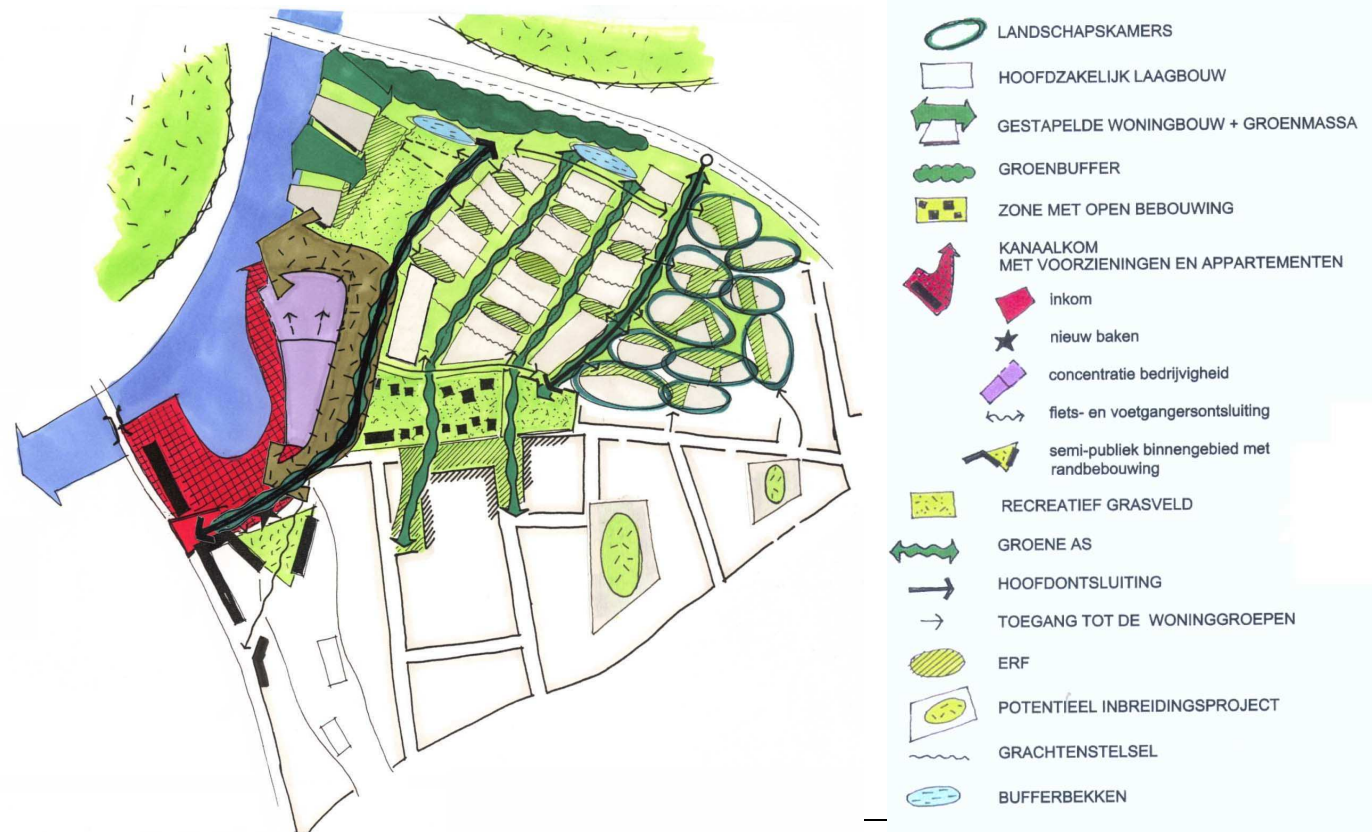 LANDSCHAPSKAMERS
HOOFDZAKELIJK LAAGBOUW
GESTAPELDE WONINGBOUW + GROENMASSA
GROENBUFFER
ZONE MET OPEN BEBOUWING
KANAALKOM
MET VOORZIENINGEN EN APPARTEMENTEN
inkom
nieuw baken
concentratie bedrijvigheid
fiets- en voetgangersontsluiting
semi-publiek binnengebied met
randbebouwing
RECREATIEF GRASVELD
GROENE AS
HOOFDONTSLUITING
TOEGANG TOT DE WONINGGROEPEN
ERF
POTENTIEEL INBREIDINGSPROJECT
GRACHTENSTELSEL
BUFFERBEKKEN